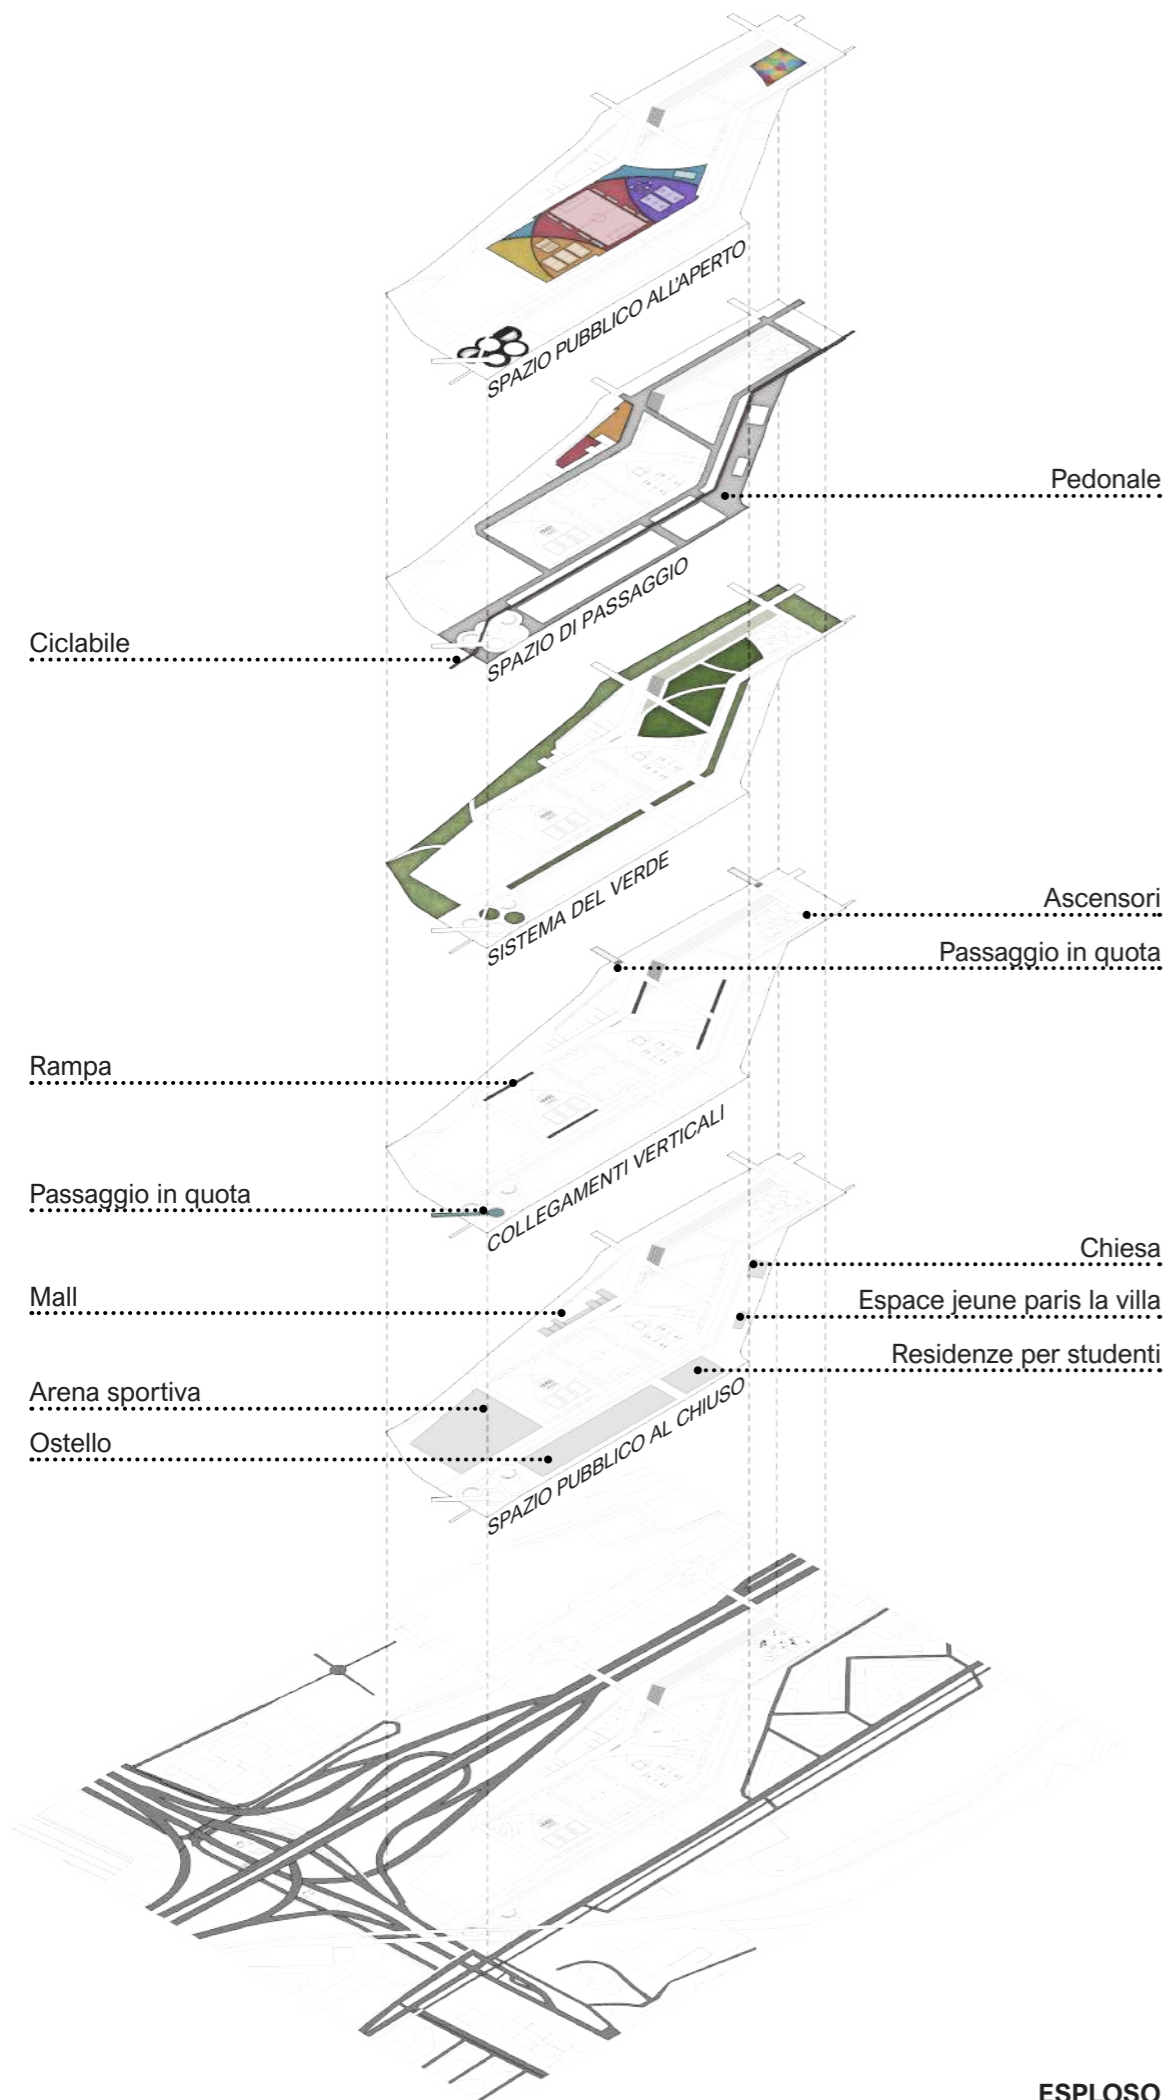 SPAZIO PUBBLICO ALL'APERTO
Pedonale
SPAZIO DI PASSAGGIO
Ciclabile
SISTEMA DEL VERDE
Ascensori
Passaggio in quota
Rampa
COLLEGAMENTI VERTICALI
Passaggio in quota
Chiesa
Mall
Espace jeune paris la villa
Residenze per studenti
Arena sportiva
Ostello
SPAZIO PUBBLICO AL CHIUSO
ESPLOSO